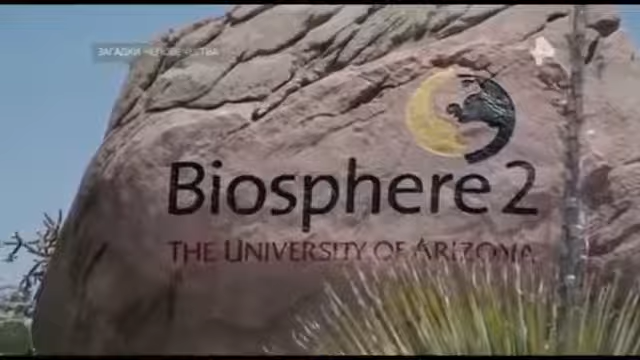 ЗАГАДКИ ЧЕЛОВЕЧЕСТВА
Biosphere 2
THE UNIVERSITY OF ARIZONA